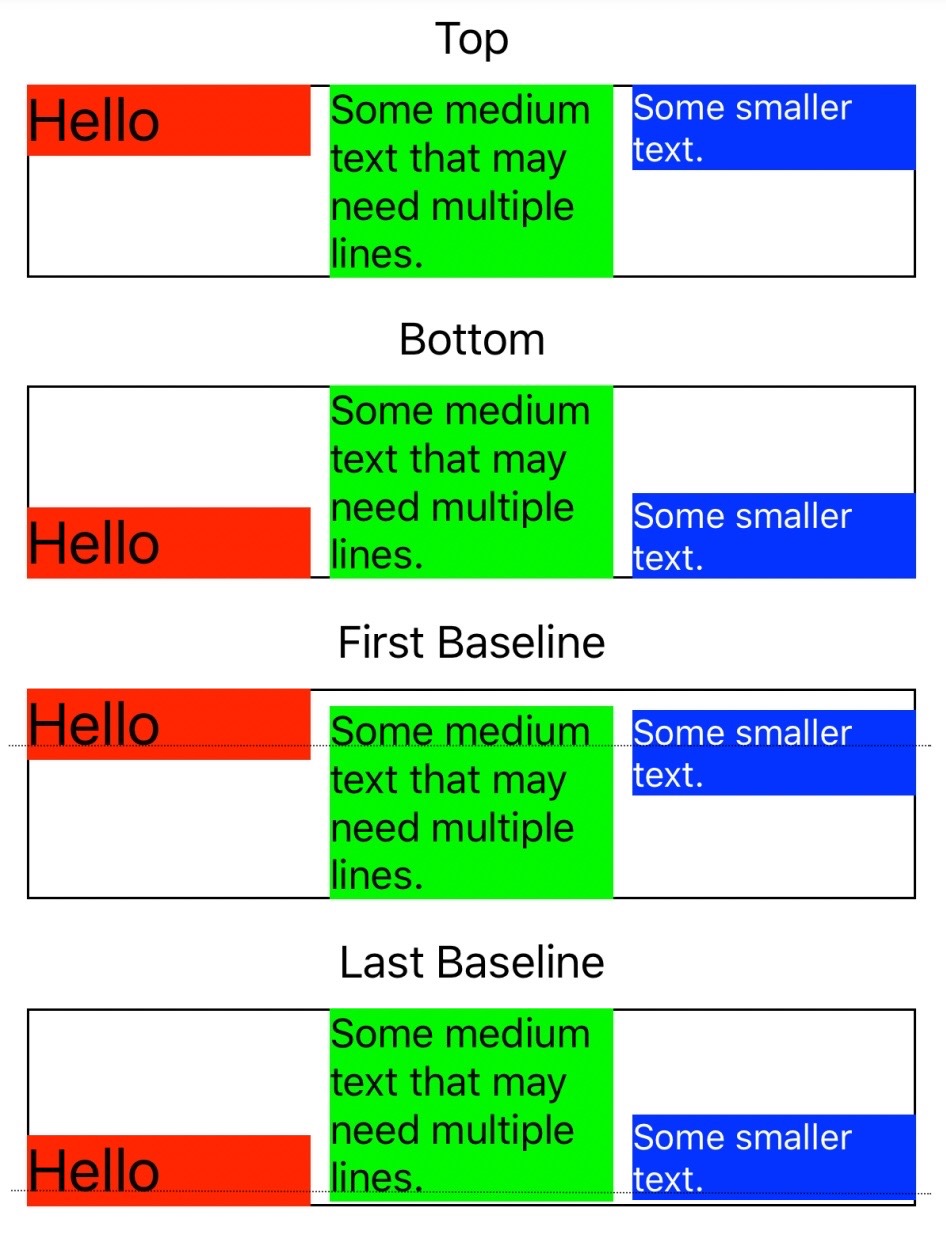 Top
Hello
Some medium
text that may
need multiple
lines.
Some smaller
text.
Bottom
Hello
Some medium
text that may
need multiple
lines.
Some smaller
text.
First Baseline
Hello
Some medium
text that may
need multiple
lines.
Some smaller
text.
Last Baseline
Hello
Some medium
text that may
need multiple
lines.
Some smaller
text.